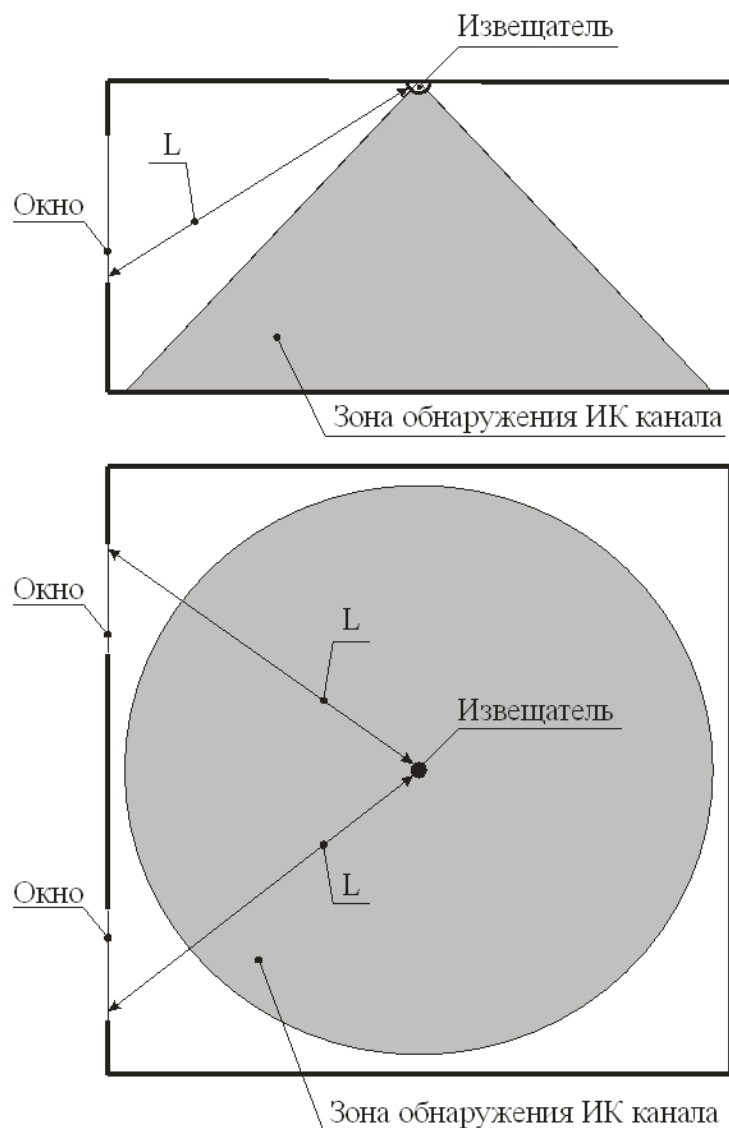 Извещатель
L
Окно
Зона обнаружения ИК канала
Окно
L
Извещатель
L
Окно
Зона обнаружения ИК канала